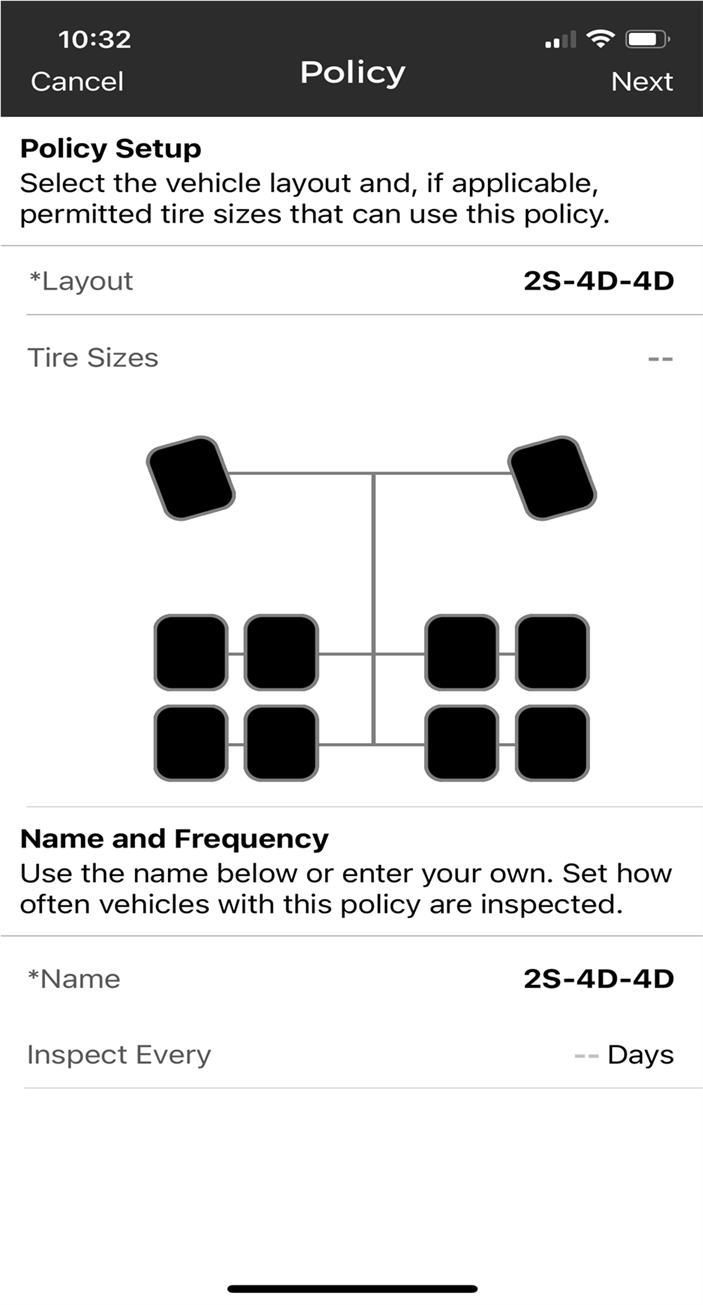 10:32
Cancel
Policy
Next
Policy Setup
Select the vehicle layout and, if applicable,
permitted tire sizes that can use this policy.
*Layout 2S-4D-4D
Tire Sizes --
Name and Frequency
Use the name below or enter your own. Set how
often vehicles with this policy are inspected.
*Name 2S-4D-4D
Inspect Every -- Days